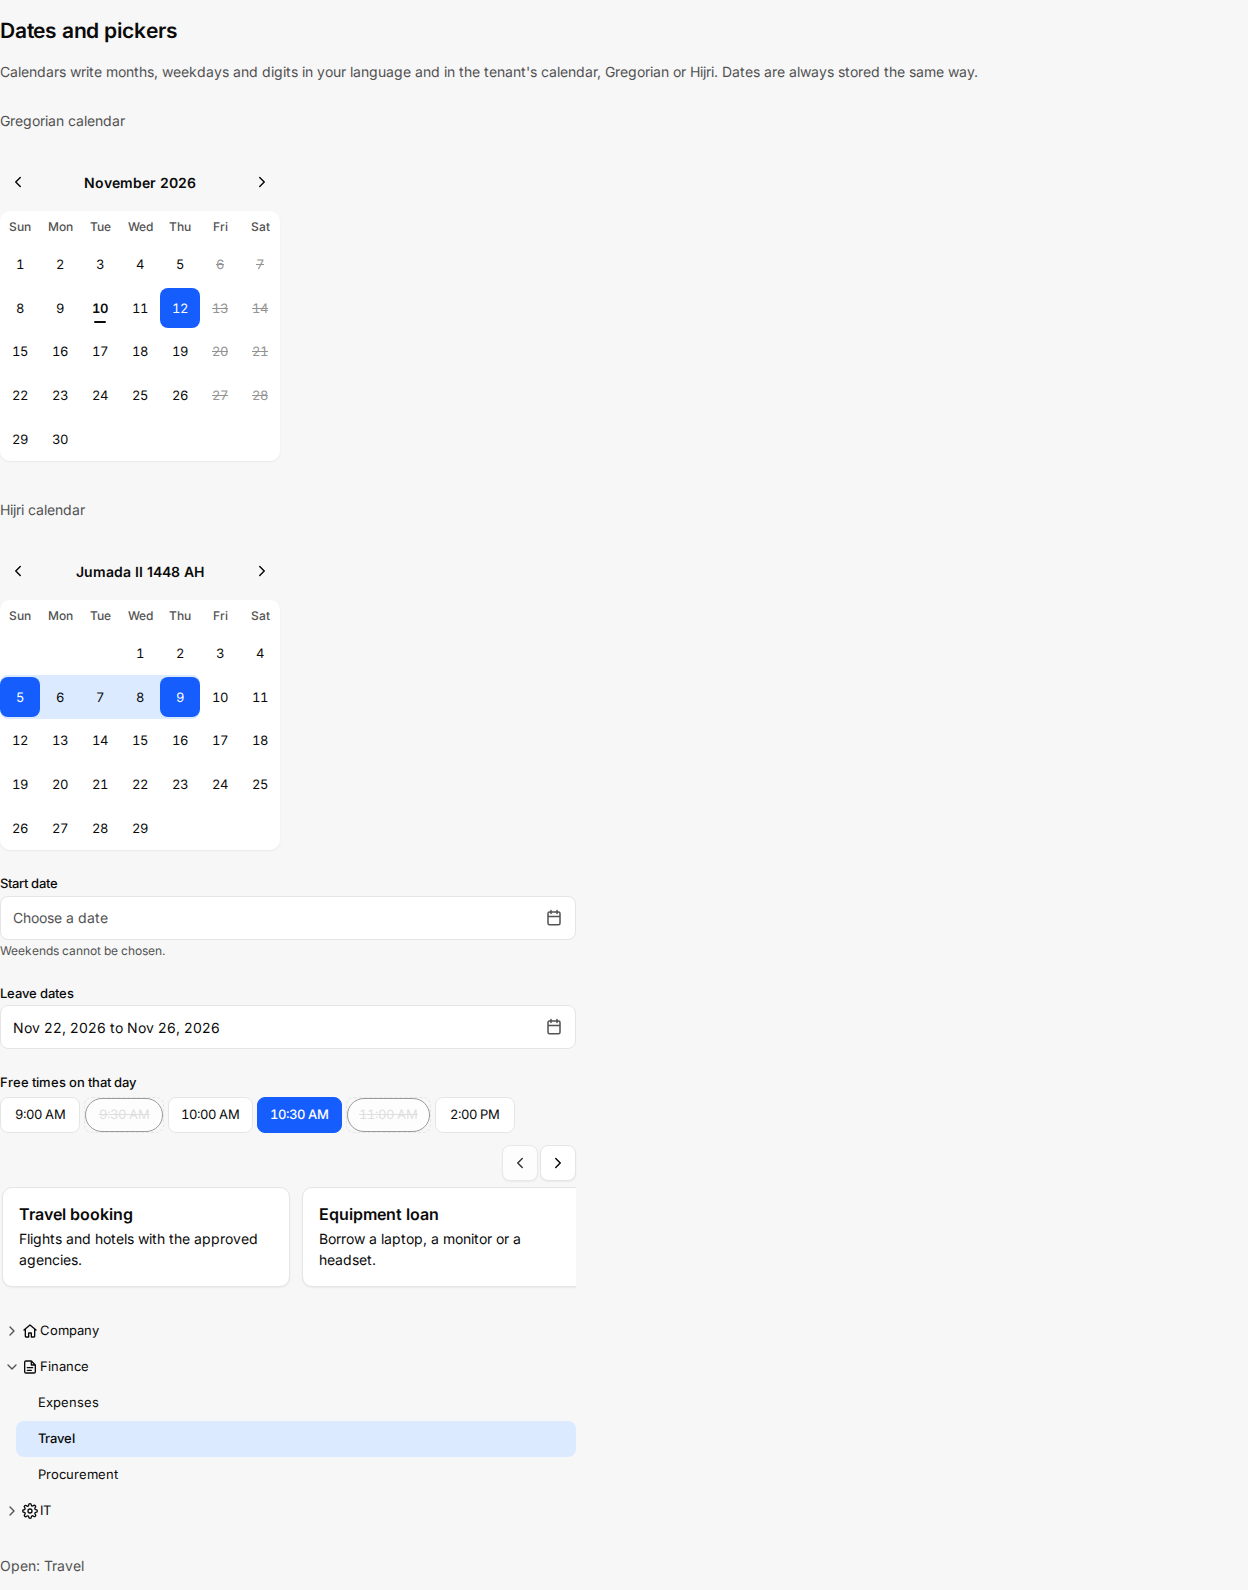 Dates and pickers
Calendars write months, weekdays and digits in your language and in the tenant's calendar, Gregorian or Hijri. Dates are always stored the same way.
Gregorian calendar
November 2026
Sun Mon Tue Wed Thu Fri Sat
1 2 3 4 5 6 7
8 9 10 11 12 13 14
15 16 17 18 19 20 21
22 23 24 25 26 27 28
29 30
Hijri calendar
Jumada II 1448 AH
Sun Mon Tue Wed Thu Fri Sat
1 2 3 4
5 6 7 8 9 10 11
12 13 14 15 16 17 18
19 20 21 22 23 24 25
26 27 28 29
Start date
Choose a date
Weekends cannot be chosen.
Leave dates
Nov 22, 2026 to Nov 26, 2026
Free times on that day
9:00 AM 9:30 AM 10:00 AM 10:30 AM 11:00 AM 2:00 PM
Travel booking
Flights and hotels with the approved
agencies.
Equipment loan
Borrow a laptop, a monitor or a
headset.
Company
Finance
Expenses
Travel
Procurement
IT
Open: Travel